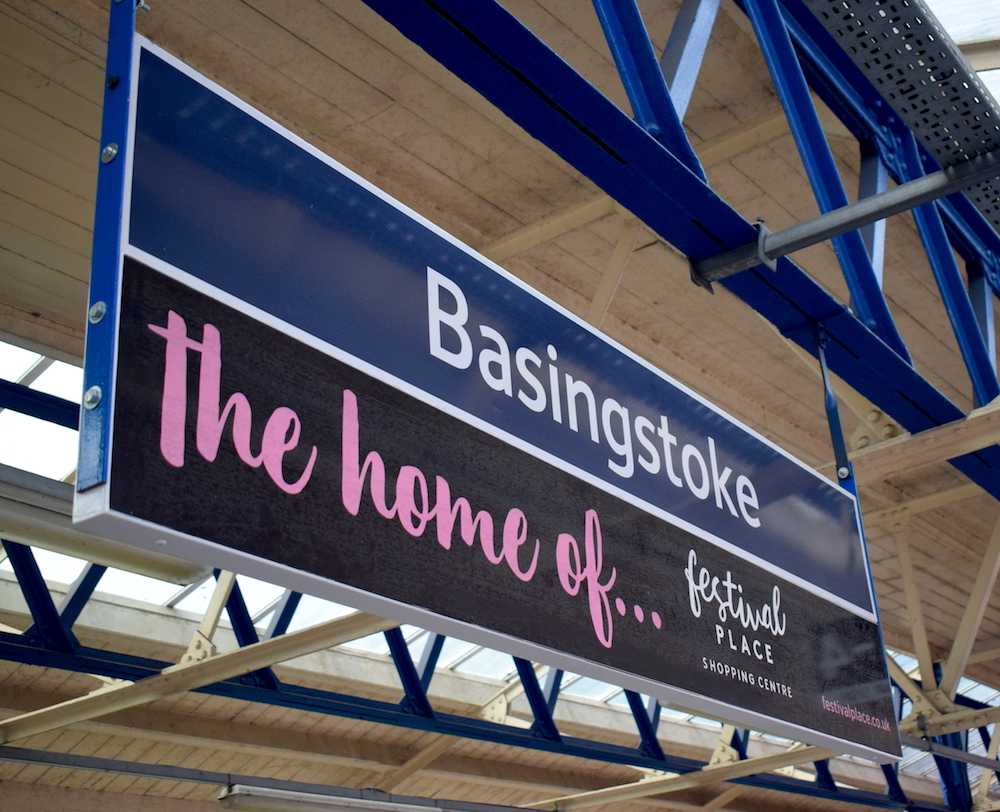 Basingstoke
the home of...
festival
PLACE
SHOPPING CENTRE
festivalplace.co.uk